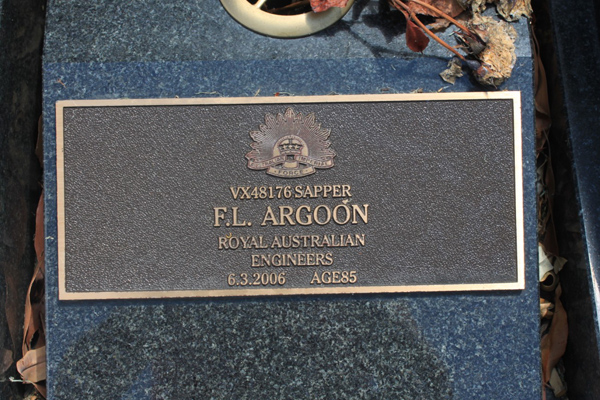 VX48176 SAPPER
F.L. ARGOON
ROYAL AUSTRALIAN
ENGINEERS
6.3.2006 AGE85